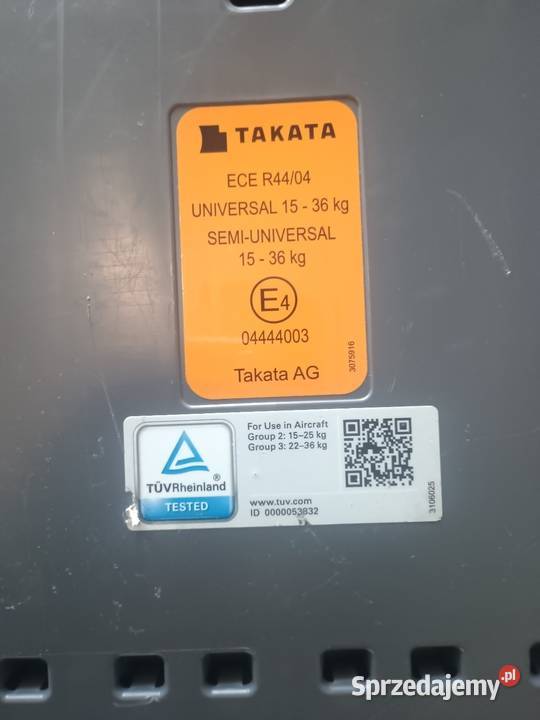 TAKATA
ECE R44/04
UNIVERSAL 15 - 36 kg
SEMI-UNIVERSAL
15 - 36 kg
E4
04444003
Takata AG
3075916
TÜVRheinland
TESTED
For Use in Aircraft
Group 2: 15–25 kg
Group 3: 22–36 kg
www.tuv.com
ID 0000053832
3106025
Sprzedajemy.pl